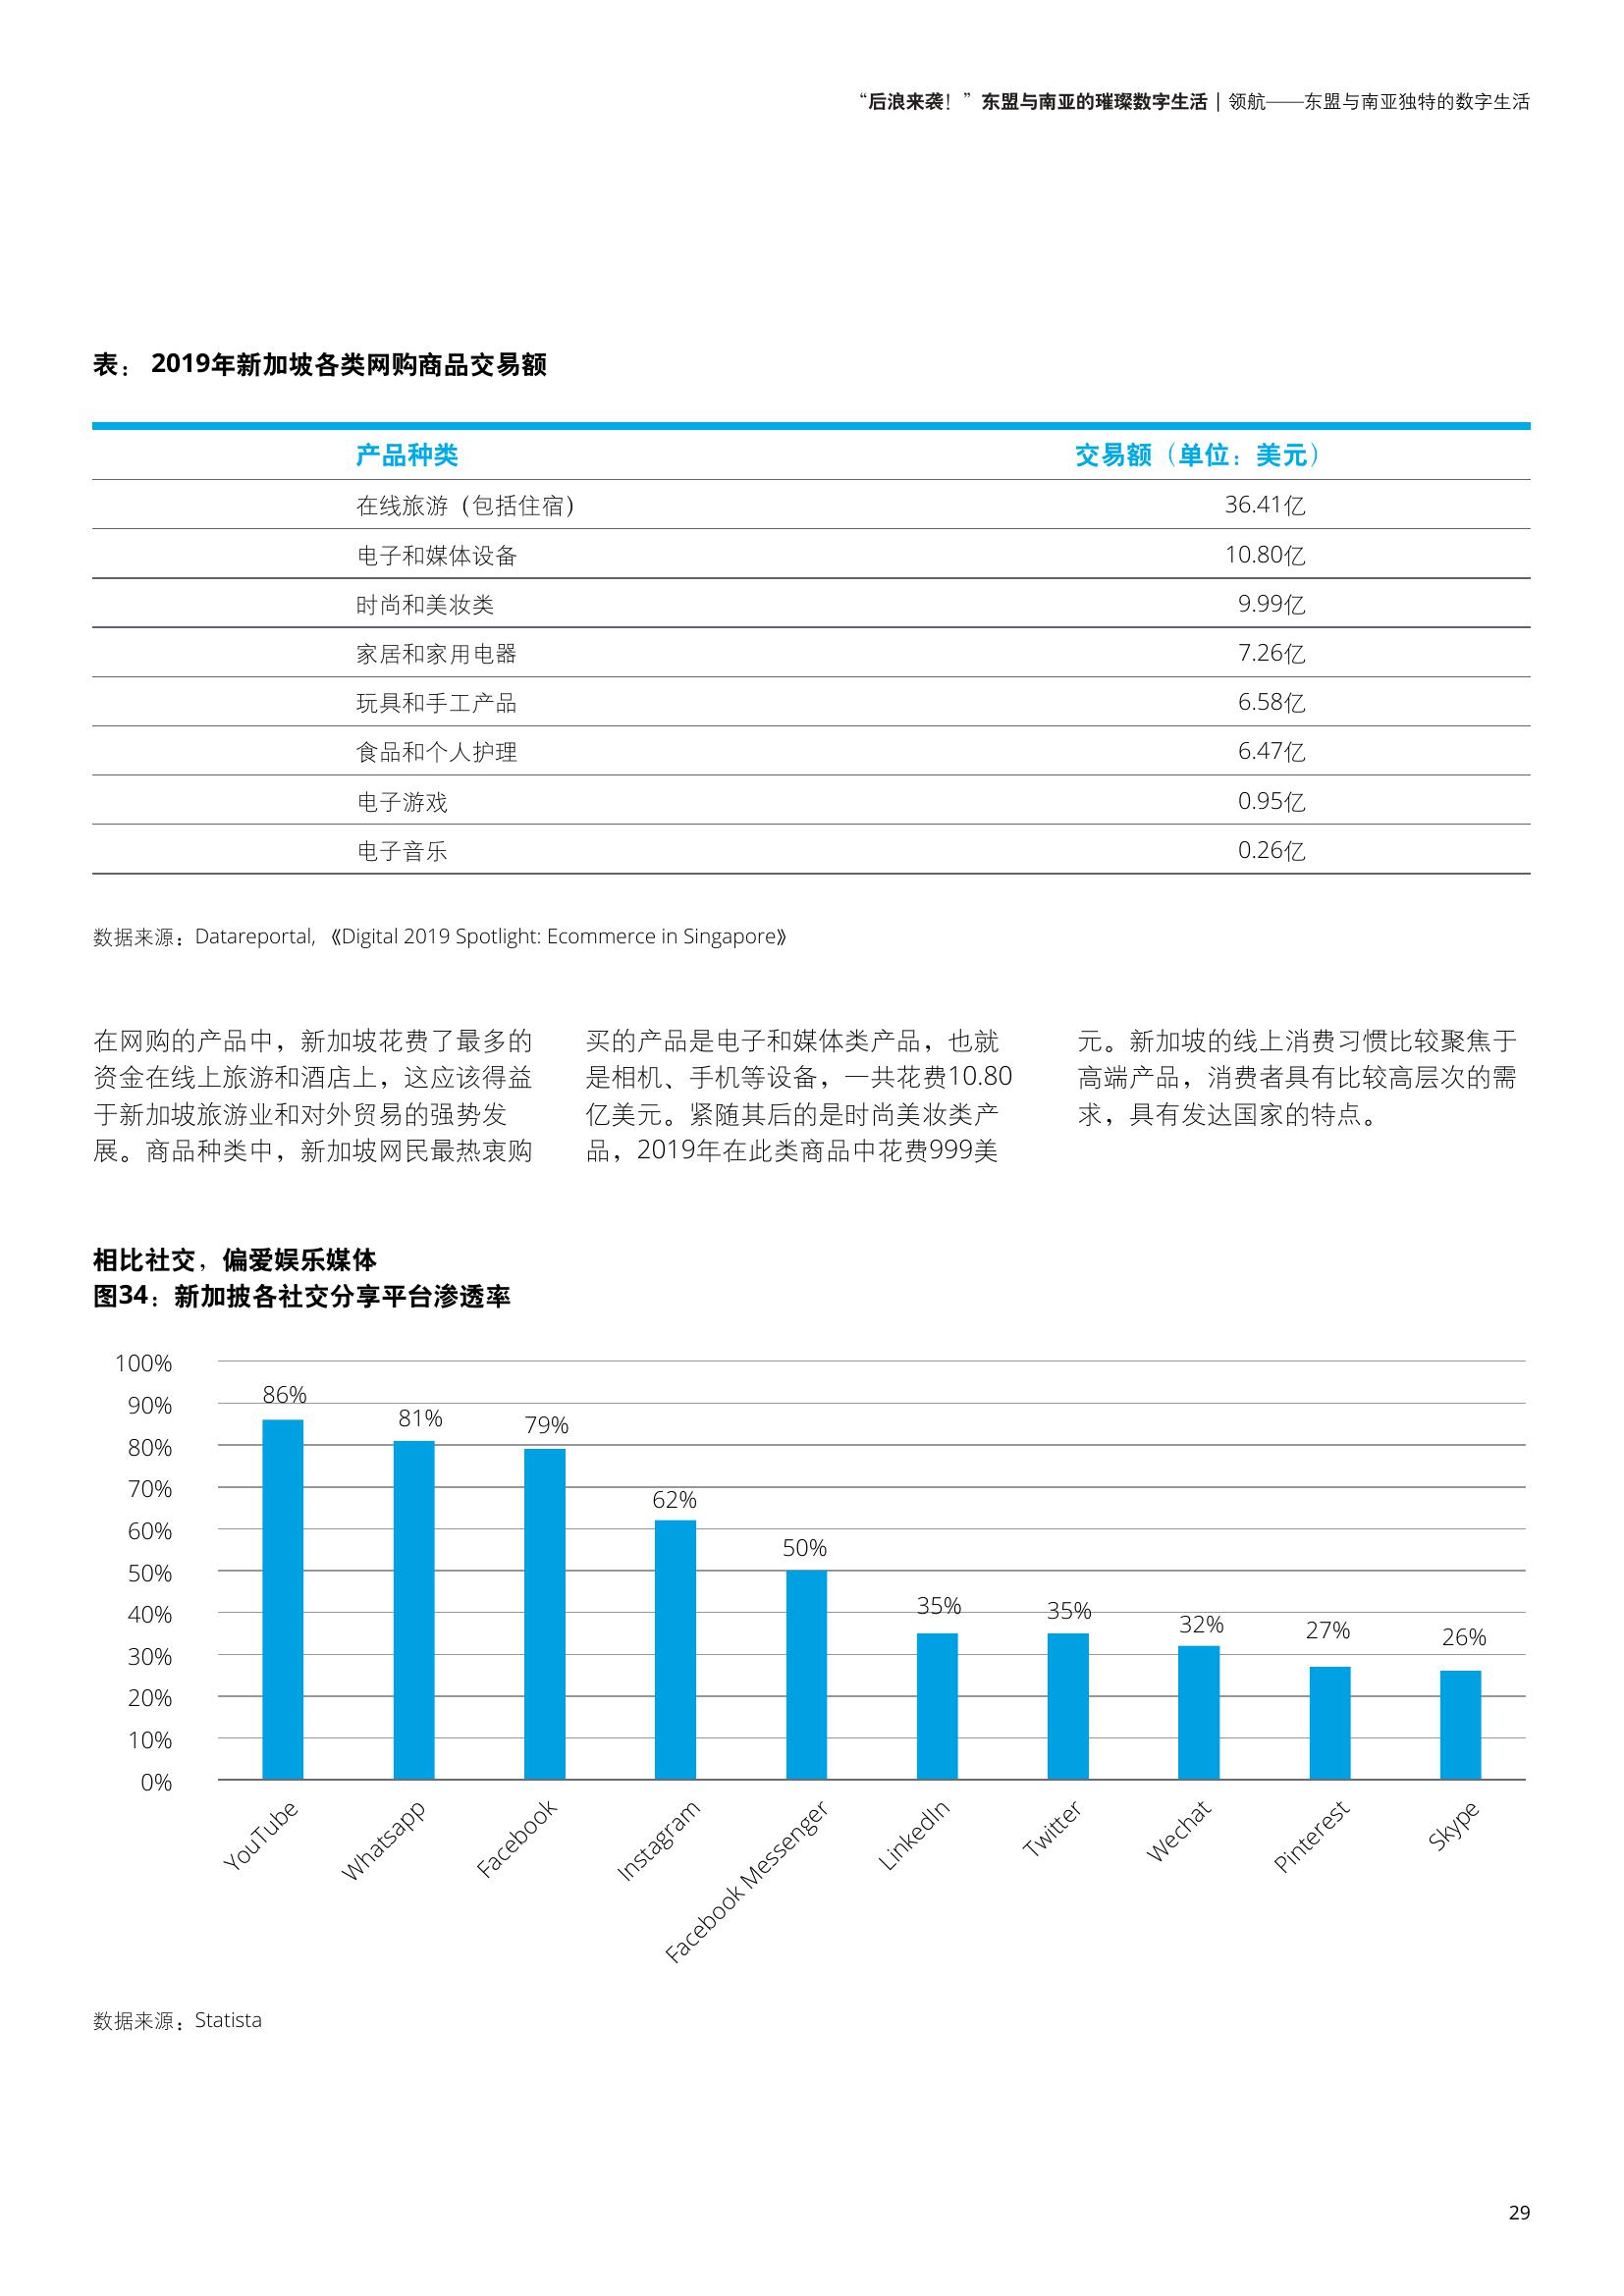 “后浪来袭！”东盟与南亚的璀璨数字生活 | 领航——东盟与南亚独特的数字生活
表： 2019年新加坡各类网购商品交易额
产品种类 交易额（单位：美元）
在线旅游（包括住宿） 36.41亿
电子和媒体设备 10.80亿
时尚和美妆类 9.99亿
家居和家用电器 7.26亿
玩具和手工产品 6.58亿
食品和个人护理 6.47亿
电子游戏 0.95亿
电子音乐 0.26亿
数据来源：Datareportal, 《Digital 2019 Spotlight: Ecommerce in Singapore》
在网购的产品中，新加坡花费了最多的
资金在线上旅游和酒店上，这应该得益
于新加坡旅游业和对外贸易的强势发
展。商品种类中，新加坡网民最热衷购
买的产品是电子和媒体类产品，也就
是相机、手机等设备，一共花费10.80
亿美元。紧随其后的是时尚美妆类产
品，2019年在此类商品中花费999美
元。新加坡的线上消费习惯比较聚焦于
高端产品，消费者具有比较高层次的需
求，具有发达国家的特点。
相比社交，偏爱娱乐媒体
图34：新加披各社交分享平台渗透率
100%
90%
80%
70%
60%
50%
40%
30%
20%
10%
0%
86%
81%
79%
62%
50%
35%
35%
32%
27%
26%
YouTube
Whatsapp
Facebook
Instagram
Facebook Messenger
LinkedIn
Twitter
Wechat
Pinterest
Skype
数据来源：Statista
29